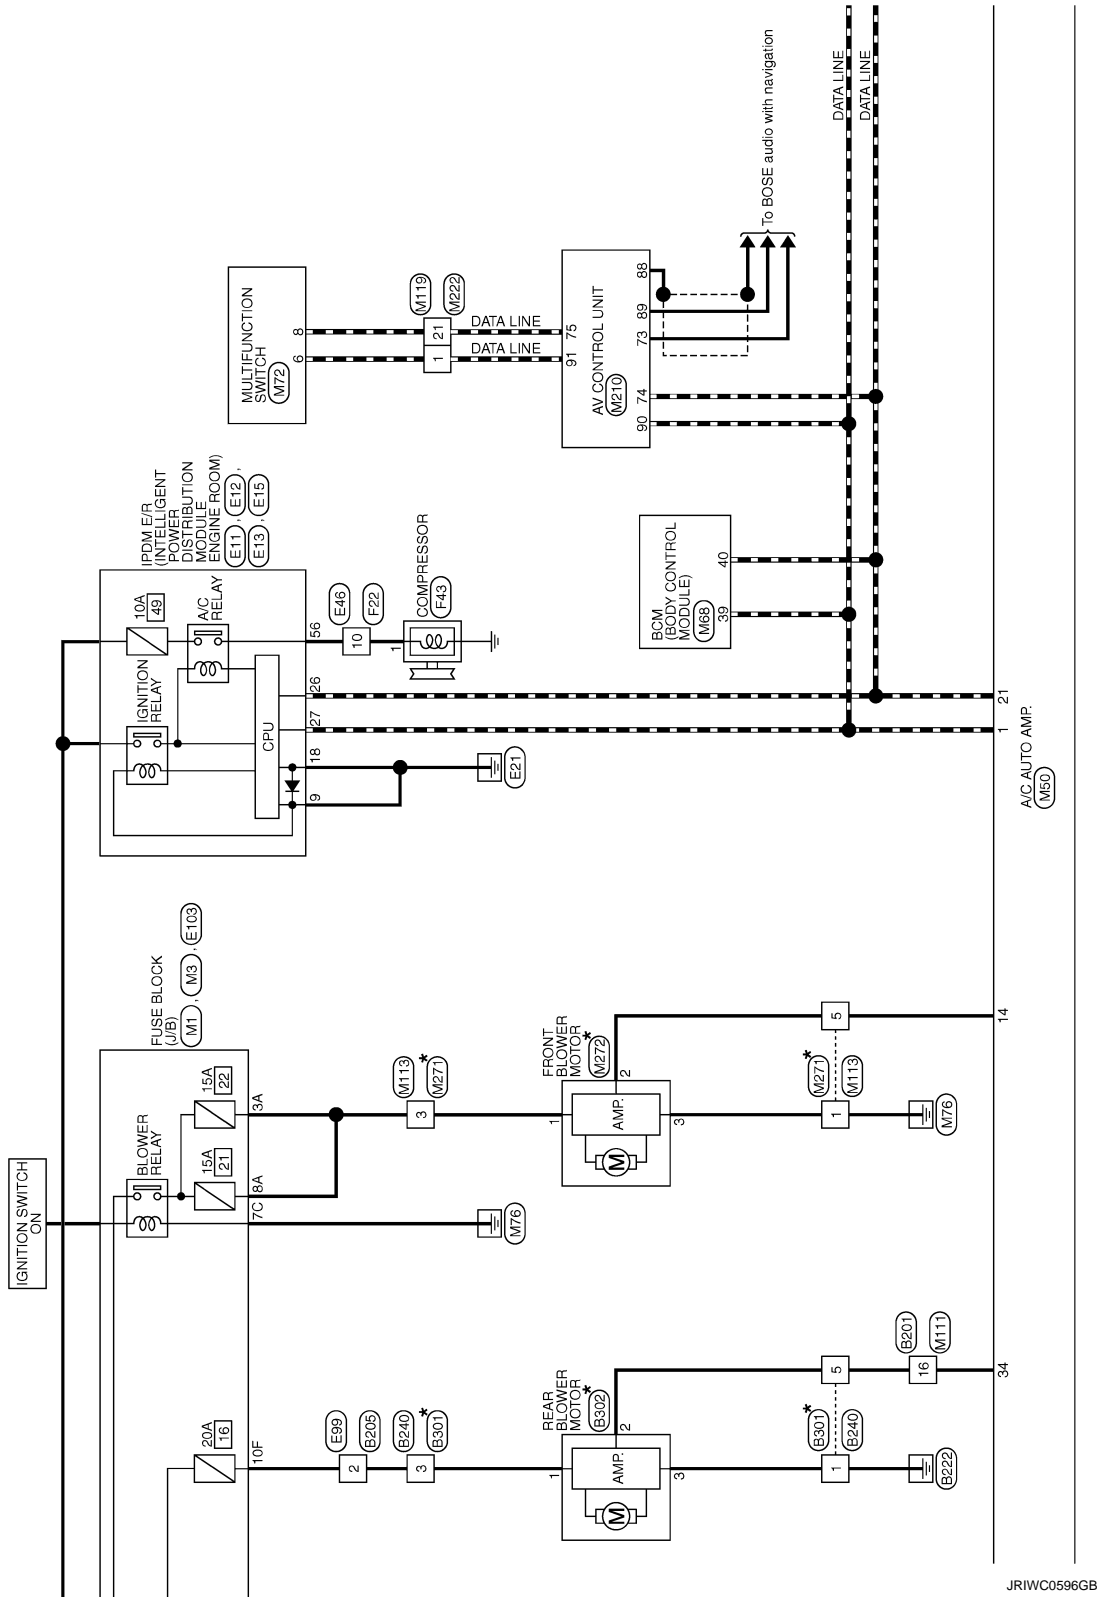 IGNITION SWITCH
ON
FUSE BLOCK
(J/B)
M1 , M3 , E103
20A
16
10F
BLOWER
RELAY
15A
21
15A
22
7C
8A
3A
M76
E99
B205
2
B240
*
B301
3
M113
*
M271
3
REAR
BLOWER
MOTOR
*
B302
1
2
3
AMP.
M
FRONT
BLOWER
MOTOR
*
M272
1
2
3
AMP.
M
*
B301
B240
1
5
B222
B201
M111
16
34
*
M271
M113
1
5
M76
14
IPDM E/R
(INTELLIGENT
POWER
DISTRIBUTION
MODULE
ENGINE ROOM)
E11 , E12 ,
E13 , E15
IGNITION
RELAY
10A
49
A/C
RELAY
CPU
9
18
27
26
56
E21
E46
F22
10
COMPRESSOR
F43
1
MULTIFUNCTION
SWITCH
M72
6
8
M119
M222
1
21
DATA LINE
DATA LINE
91
75
AV CONTROL UNIT
M210
90
74
73
89
88
To BOSE audio with navigation
BCM
(BODY CONTROL
MODULE)
M68
39
40
DATA LINE
DATA LINE
1
21
A/C AUTO AMP.
M50
JRIWC0596GB